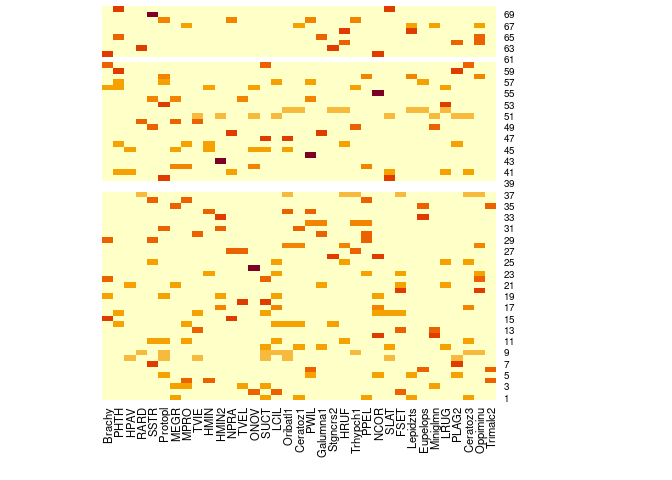 69
67
65
63
61
59
57
55
53
51
49
47
45
43
41
39
37
35
33
31
29
27
25
23
21
19
17
15
13
11
9
7
5
3
1
Brachy
PHTH
HPAV
RARD
SSTR
Protopl
MEGR
MPRO
TVIE
HMIN
HMIN2
NPRA
TVEL
ONOV
SUCT
LCIL
Oribatl1
Ceratoz1
PWIL
Galumna1
Stgncrs2
HRUF
Trhypch1
PPEL
NCOR
SLAT
FSET
Lepidzts
Eupelops
Miniglmn
LRUG
PLAG2
Ceratoz3
Oppiminu
Trimalc2